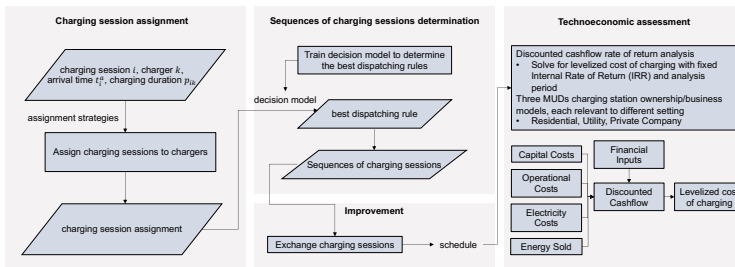 Charging session assignment
charging session i, charger k,
arrival time t_i^a, charging duration p_ik
assignment strategies
Assign charging sessions to chargers
charging session assignment
Sequences of charging sessions determination
Train decision model to determine
the best dispatching rules
decision model
best dispatching rule
Sequences of charging sessions
Improvement
Exchange charging sessions
schedule
Technoeconomic assessment
Discounted cashflow rate of return analysis
• Solve for levelized cost of charging with fixed
Internal Rate of Return (IRR) and analysis
period
Three MUDs charging station ownership/business
models, each relevant to different setting
• Residential, Utility, Private Company
Capital Costs
Operational
Costs
Electricity
Costs
Energy Sold
Financial
Inputs
Discounted
Cashflow
Levelized cos
of charging